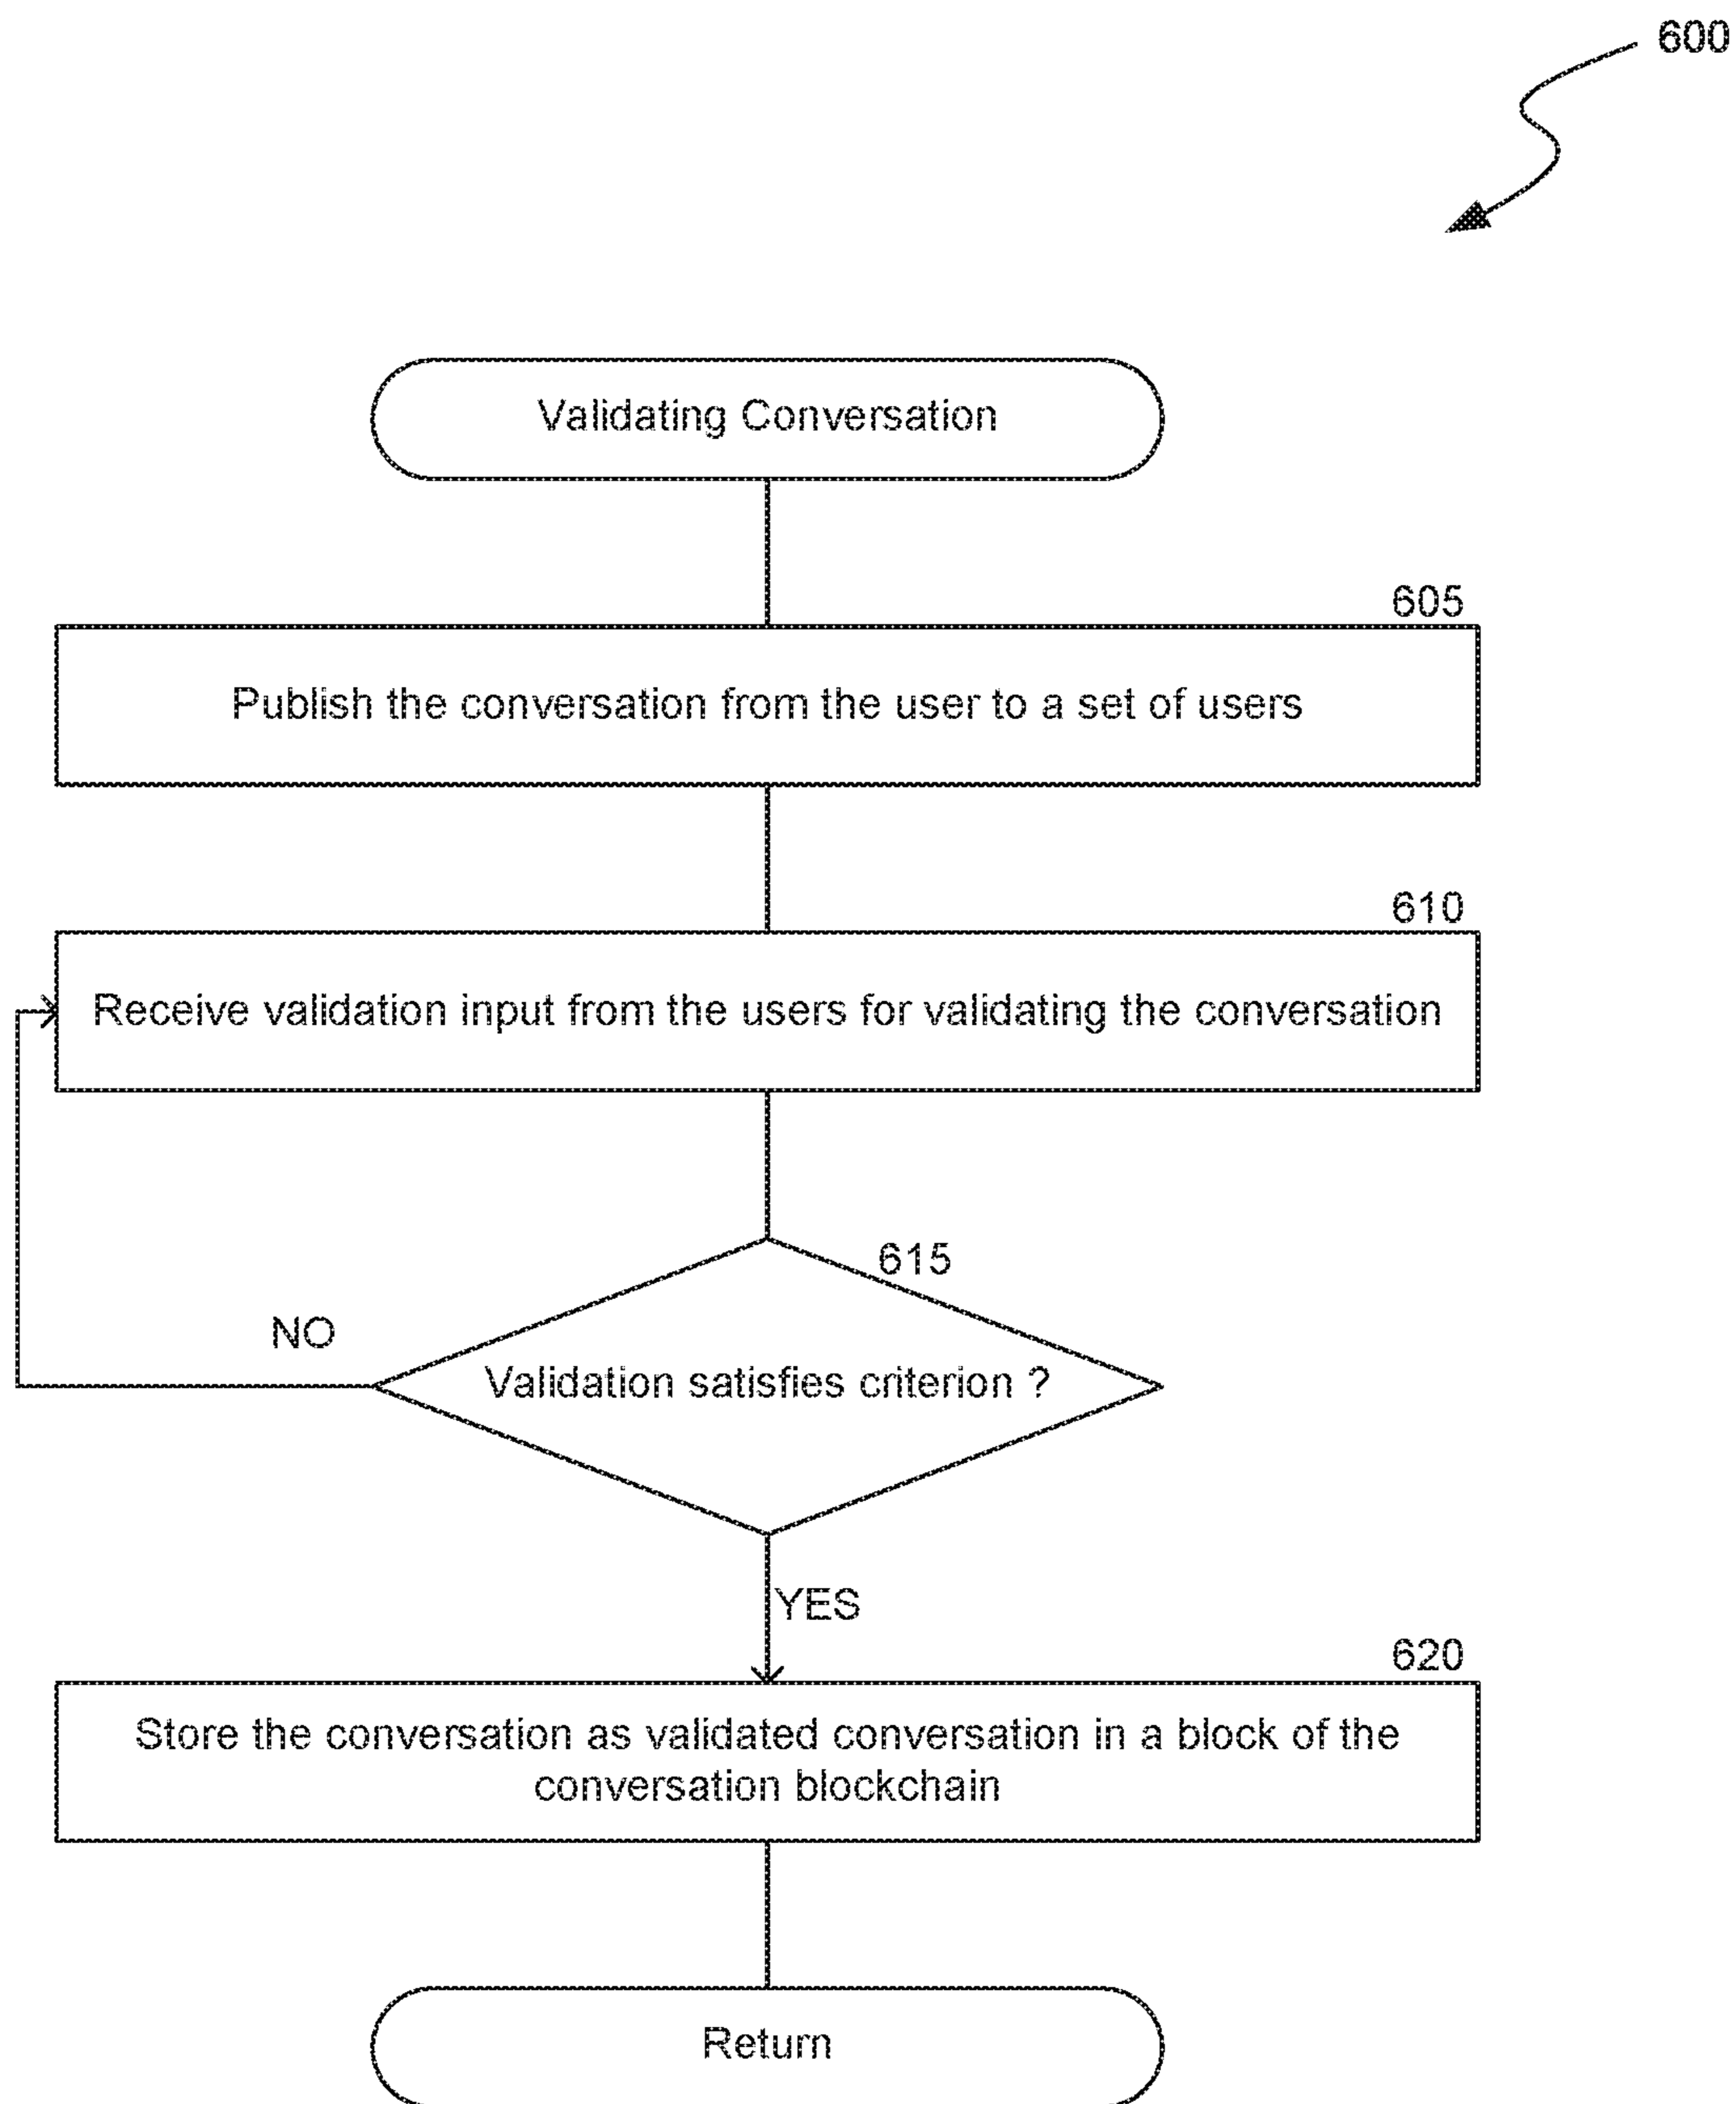 600
Validating Conversation
605
Publish the conversation from the user to a set of users
610
Receive validation input from the users for validating the conversation
615
NO
Validation satisfies criterion ?
YES
620
Store the conversation as validated conversation in a block of the
conversation blockchain
Return